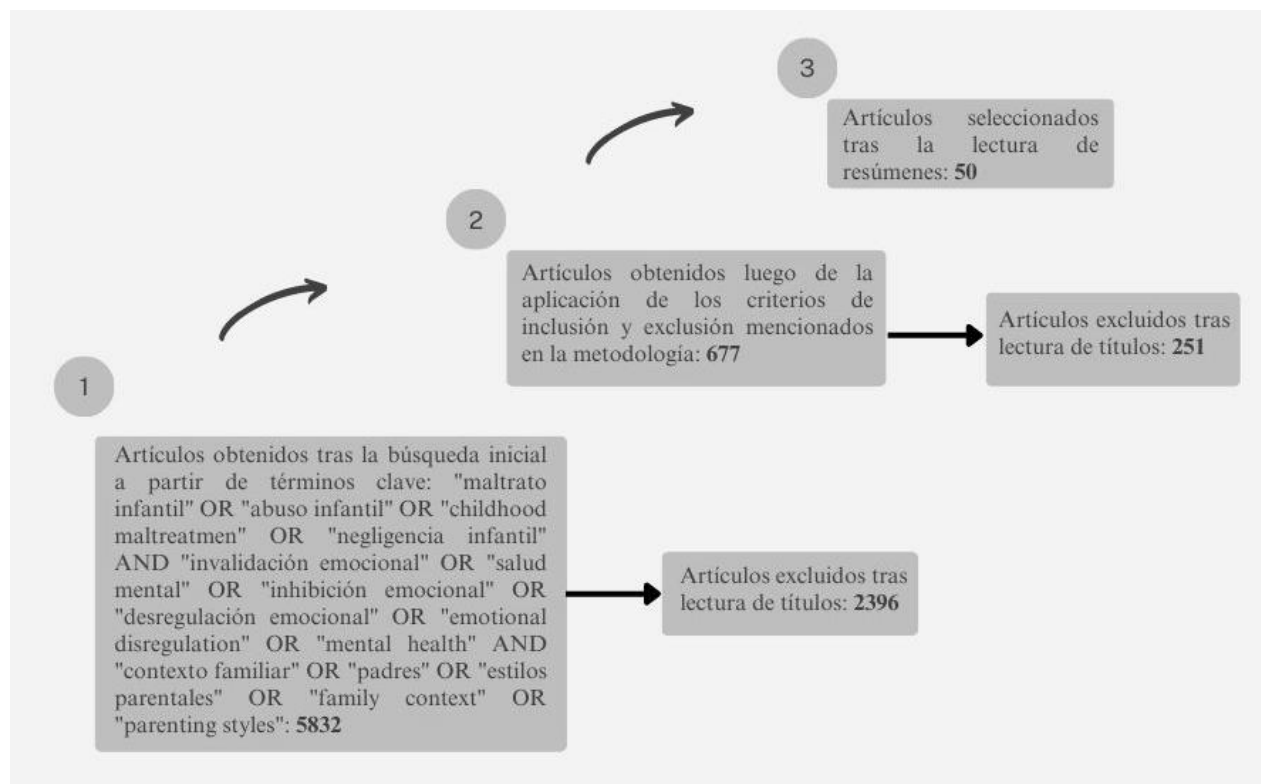 3
Artículos seleccionados
tras la lectura de
resúmenes: 50
2
Artículos obtenidos luego de la
aplicación de los criterios de
inclusión y exclusión mencionados
en la metodología: 677
Artículos excluidos tras
lectura de títulos: 251
1
Artículos obtenidos tras la búsqueda inicial
a partir de términos clave: "maltrato
infantil" OR "abuso infantil" OR "childhood
maltreatmen" OR "negligencia infantil"
AND "invalidación emocional" OR "salud
mental" OR "inhibición emocional" OR
"desregulación emocional" OR "emotional
disregulation" OR "mental health" AND
"contexto familiar" OR "padres" OR "estilos
parentales" OR "family context" OR
"parenting styles": 5832
Artículos excluidos tras
lectura de títulos: 2396